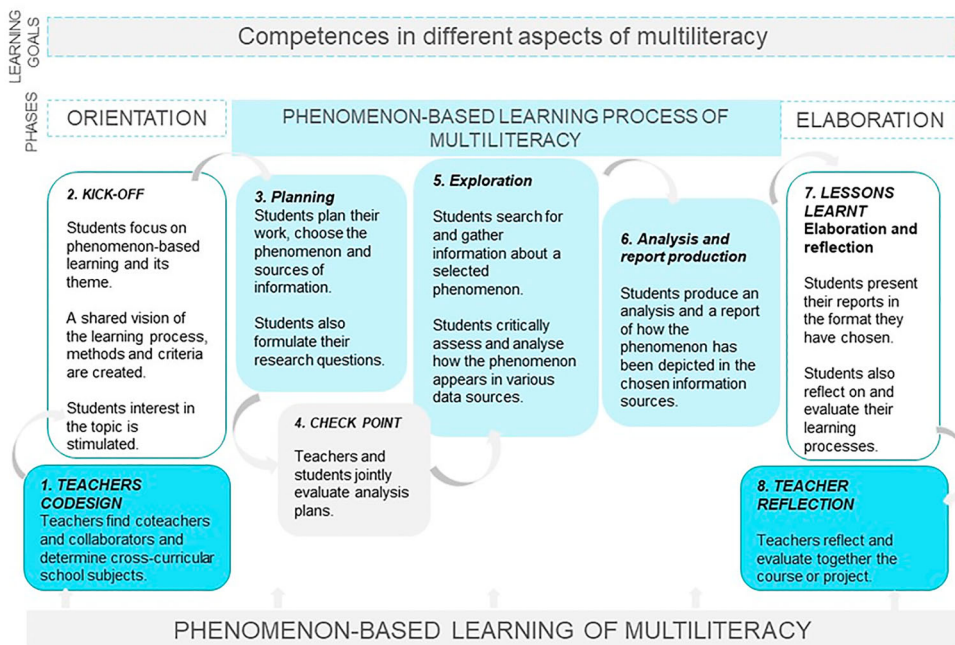 LEARNING
GOALS
Competences in different aspects of multiliteracy
PHASES
ORIENTATION
PHENOMENON-BASED LEARNING PROCESS OF
MULTILITERACY
ELABORATION
2. KICK-OFF
Students focus on
phenomenon-based
learning and its
theme.
A shared vision of
the learning process,
methods and criteria
are created.
Students interest in
the topic is
stimulated.
1. TEACHERS
CODESIGN
Teachers find coteachers
and collaborators and
determine cross-curricular
school subjects.
3. Planning
Students plan their
work, choose the
phenomenon and
sources of
information.
Students also
formulate their
research questions.
4. CHECK POINT
Teachers and
students jointly
evaluate analysis
plans.
5. Exploration
Students search for
and gather
information about a
selected
phenomenon.
Students critically
assess and analyse
how the phenomenon
appears in various
data sources.
6. Analysis and
report production
Students produce an
analysis and a report
of how the
phenomenon has
been depicted in the
chosen information
sources.
7. LESSONS
LEARNT
Elaboration and
reflection
Students present
their reports in
the format they
have chosen.
Students also
reflect on and
evaluate their
learning
processes.
8. TEACHER
REFLECTION
Teachers reflect and
evaluate together the
course or project.
PHENOMENON-BASED LEARNING OF MULTILITERACY